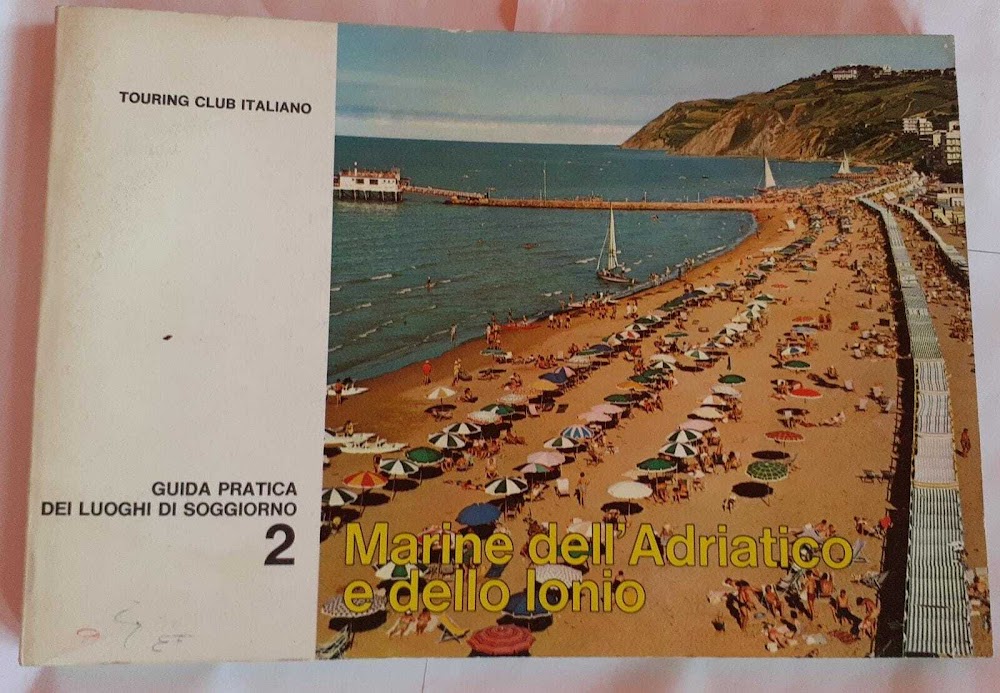 TOURING CLUB ITALIANO
GUIDA PRATICA
DEI LUOGHI DI SOGGIORNO
2
Marine dell'Adriatico
e dello Ionio